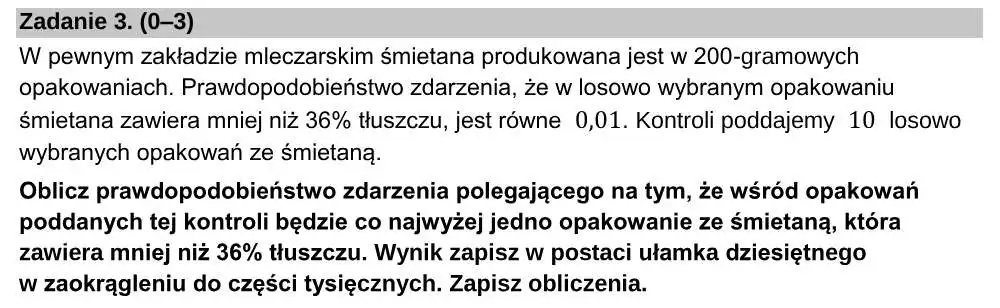 Zadanie 3. (0–3)
W pewnym zakładzie mleczarskim śmietana produkowana jest w 200-gramowych
opakowaniach. Prawdopodobieństwo zdarzenia, że w losowo wybranym opakowaniu
śmietana zawiera mniej niż 36% tłuszczu, jest równe 0,01. Kontroli poddajemy 10 losowo
wybranych opakowań ze śmietaną.
Oblicz prawdopodobieństwo zdarzenia polegającego na tym, że wśród opakowań
poddanych tej kontroli będzie co najwyżej jedno opakowanie ze śmietaną, która
zawiera mniej niż 36% tłuszczu. Wynik zapisz w postaci ułamka dziesiętnego
w zaokrągleniu do części tysięcznych. Zapisz obliczenia.